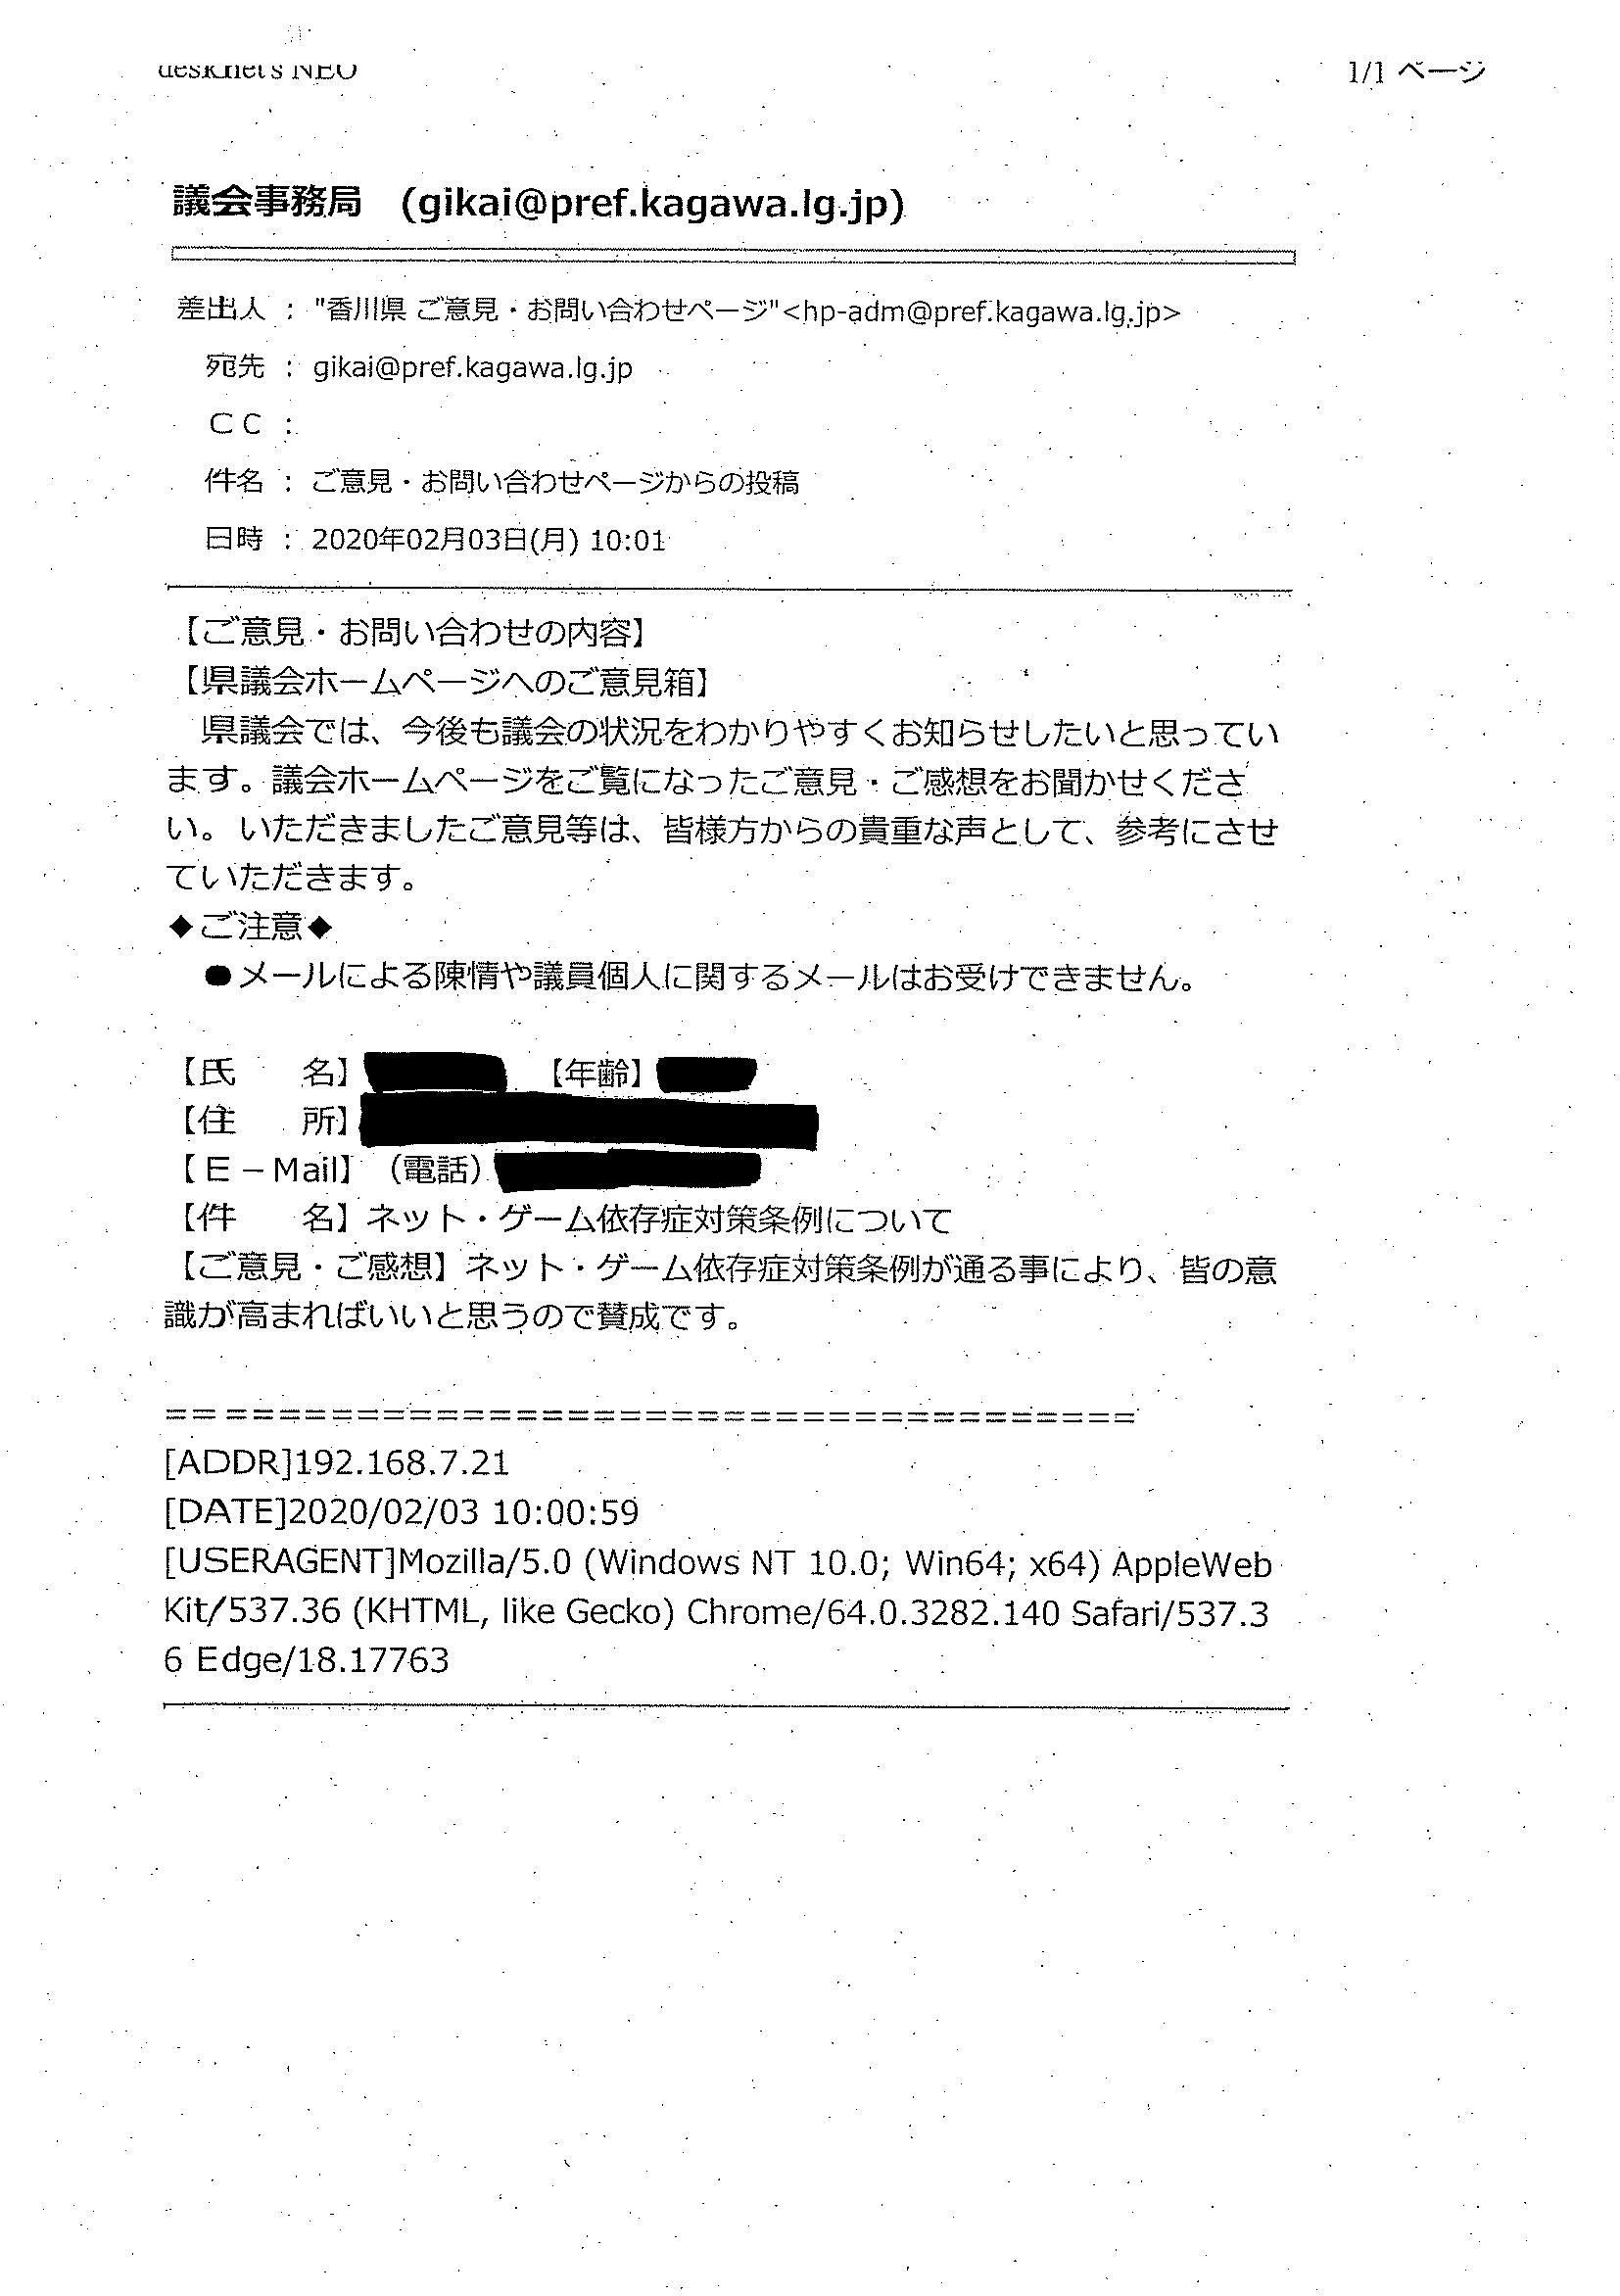 desknet's NEO
1/1 ページ
議会事務局　(gikai@pref.kagawa.lg.jp)
差出人 : "香川県 ご意見・お問い合わせページ"<hp-adm@pref.kagawa.lg.jp>
宛先 : gikai@pref.kagawa.lg.jp
ＣＣ :
件名 : ご意見・お問い合わせページからの投稿
日時 : 2020年02月03日(月) 10:01
【ご意見・お問い合わせの内容】
【県議会ホームページへのご意見箱】
　県議会では、今後も議会の状況をわかりやすくお知らせしたいと思ってい
ます。議会ホームページをご覧になったご意見・ご感想をお聞かせくださ
い。いただきましたご意見等は、皆様方からの貴重な声として、参考にさせ
ていただきます。
◆ご注意◆
　●メールによる陳情や議員個人に関するメールはお受けできません。
【氏　　名】　【年齢】
【住　　所】
【Ｅ－Mail】（電話）
【件　　名】ネット・ゲーム依存症対策条例について
【ご意見・ご感想】ネット・ゲーム依存症対策条例が通る事により、皆の意
識が高まればいいと思うので賛成です。
=====================================
[ADDR]192.168.7.21
[DATE]2020/02/03 10:00:59
[USERAGENT]Mozilla/5.0 (Windows NT 10.0; Win64; x64) AppleWeb
Kit/537.36 (KHTML, like Gecko) Chrome/64.0.3282.140 Safari/537.3
6 Edge/18.17763